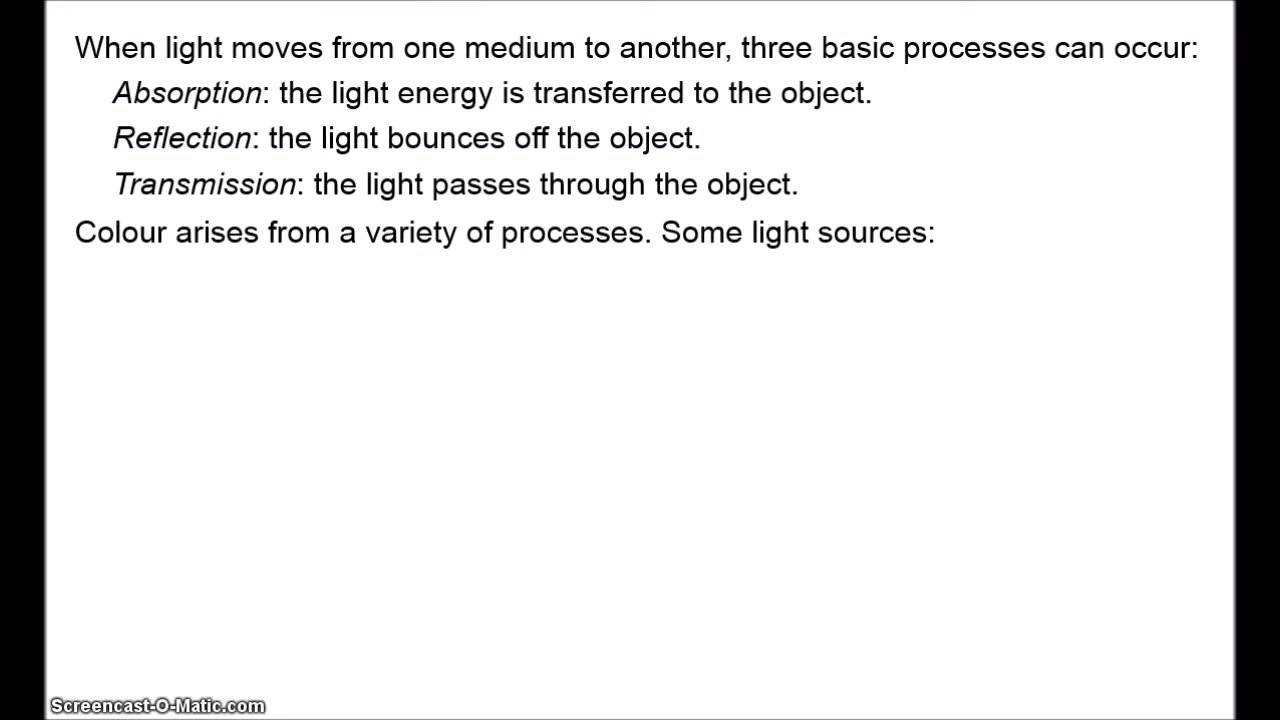 When light moves from one medium to another, three basic processes can occur:
Absorption: the light energy is transferred to the object.
Reflection: the light bounces off the object.
Transmission: the light passes through the object.
Colour arises from a variety of processes. Some light sources:
Screencast-O-Matic.com